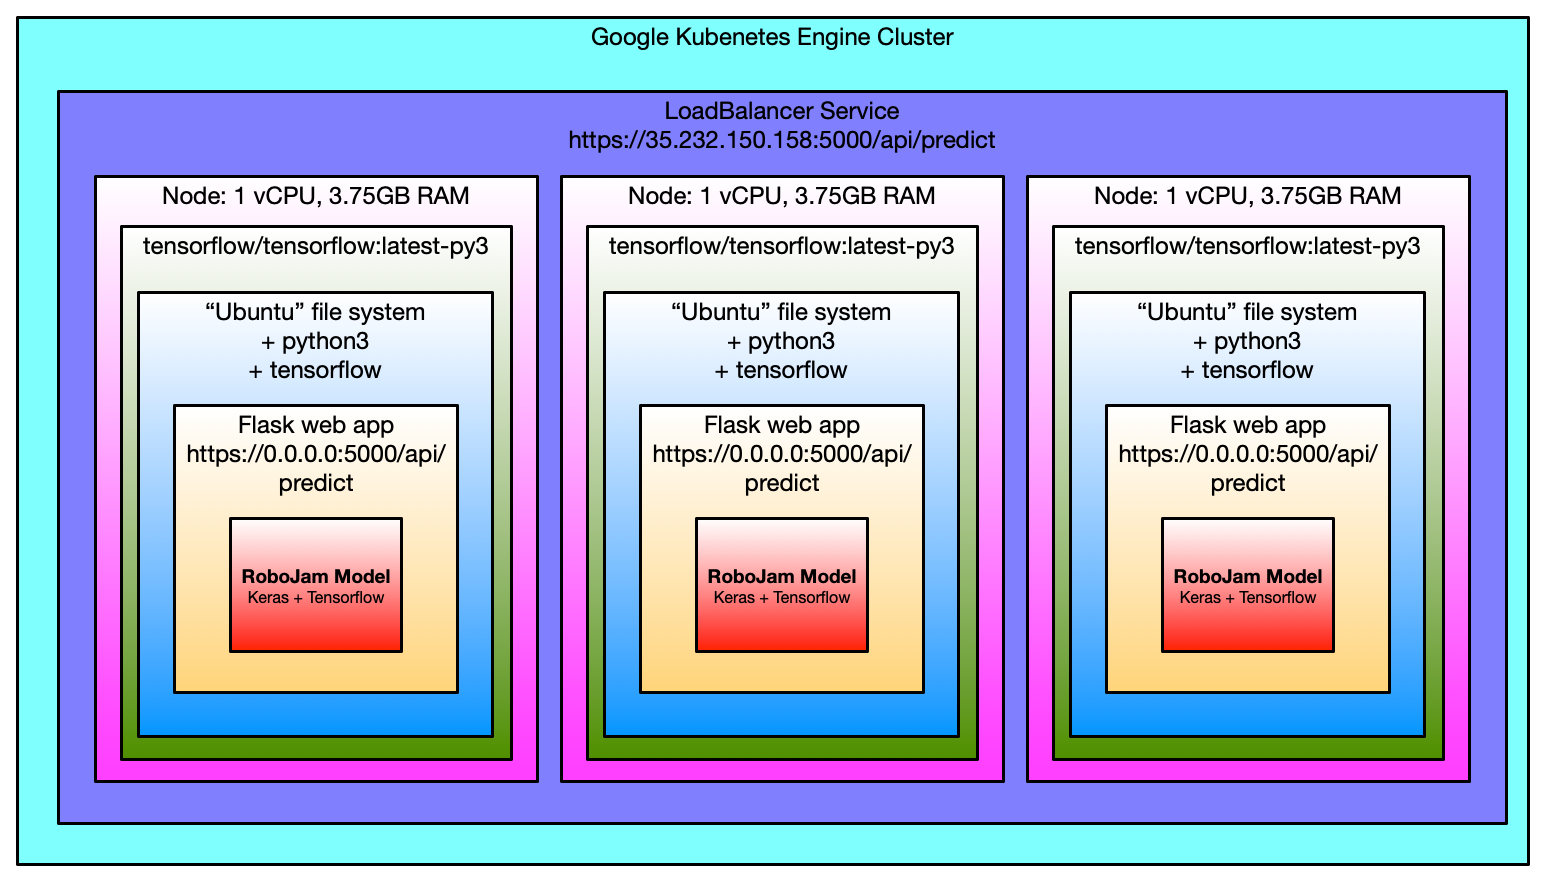 Google Kubenetes Engine Cluster
LoadBalancer Service
https://35.232.150.158:5000/api/predict
Node: 1 vCPU, 3.75GB RAM
tensorflow/tensorflow:latest-py3
“Ubuntu” file system
+ python3
+ tensorflow
Flask web app
https://0.0.0.0:5000/api/
predict
RoboJam Model
Keras + Tensorflow
Node: 1 vCPU, 3.75GB RAM
tensorflow/tensorflow:latest-py3
“Ubuntu” file system
+ python3
+ tensorflow
Flask web app
https://0.0.0.0:5000/api/
predict
RoboJam Model
Keras + Tensorflow
Node: 1 vCPU, 3.75GB RAM
tensorflow/tensorflow:latest-py3
“Ubuntu” file system
+ python3
+ tensorflow
Flask web app
https://0.0.0.0:5000/api/
predict
RoboJam Model
Keras + Tensorflow